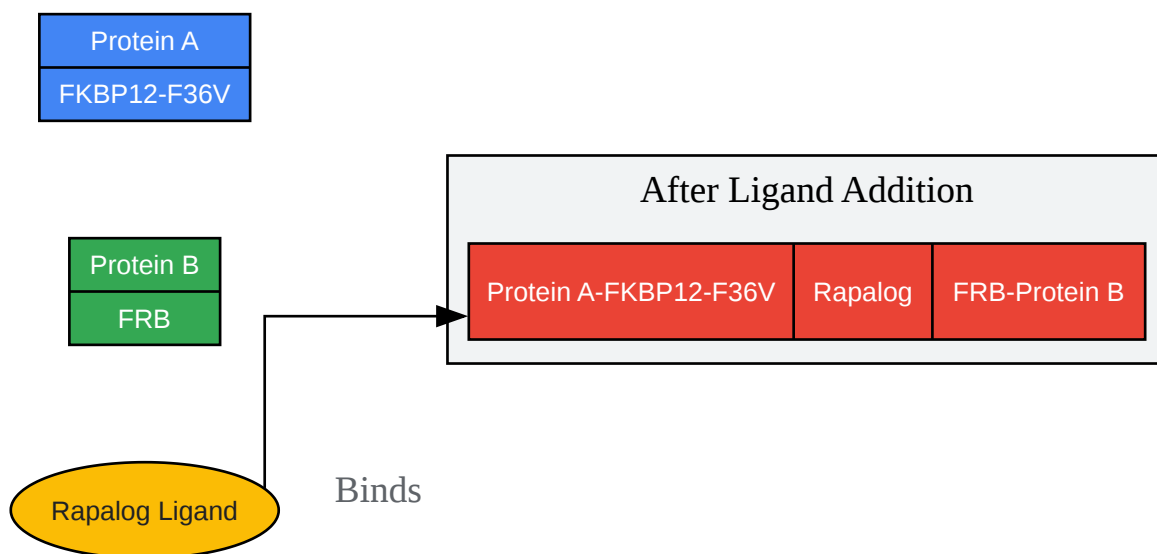 Protein A
FKBP12-F36V
After Ligand Addition
Protein B
FRB
Protein A-FKBP12-F36V
Rapalog
FRB-Protein B
Rapalog Ligand
Binds